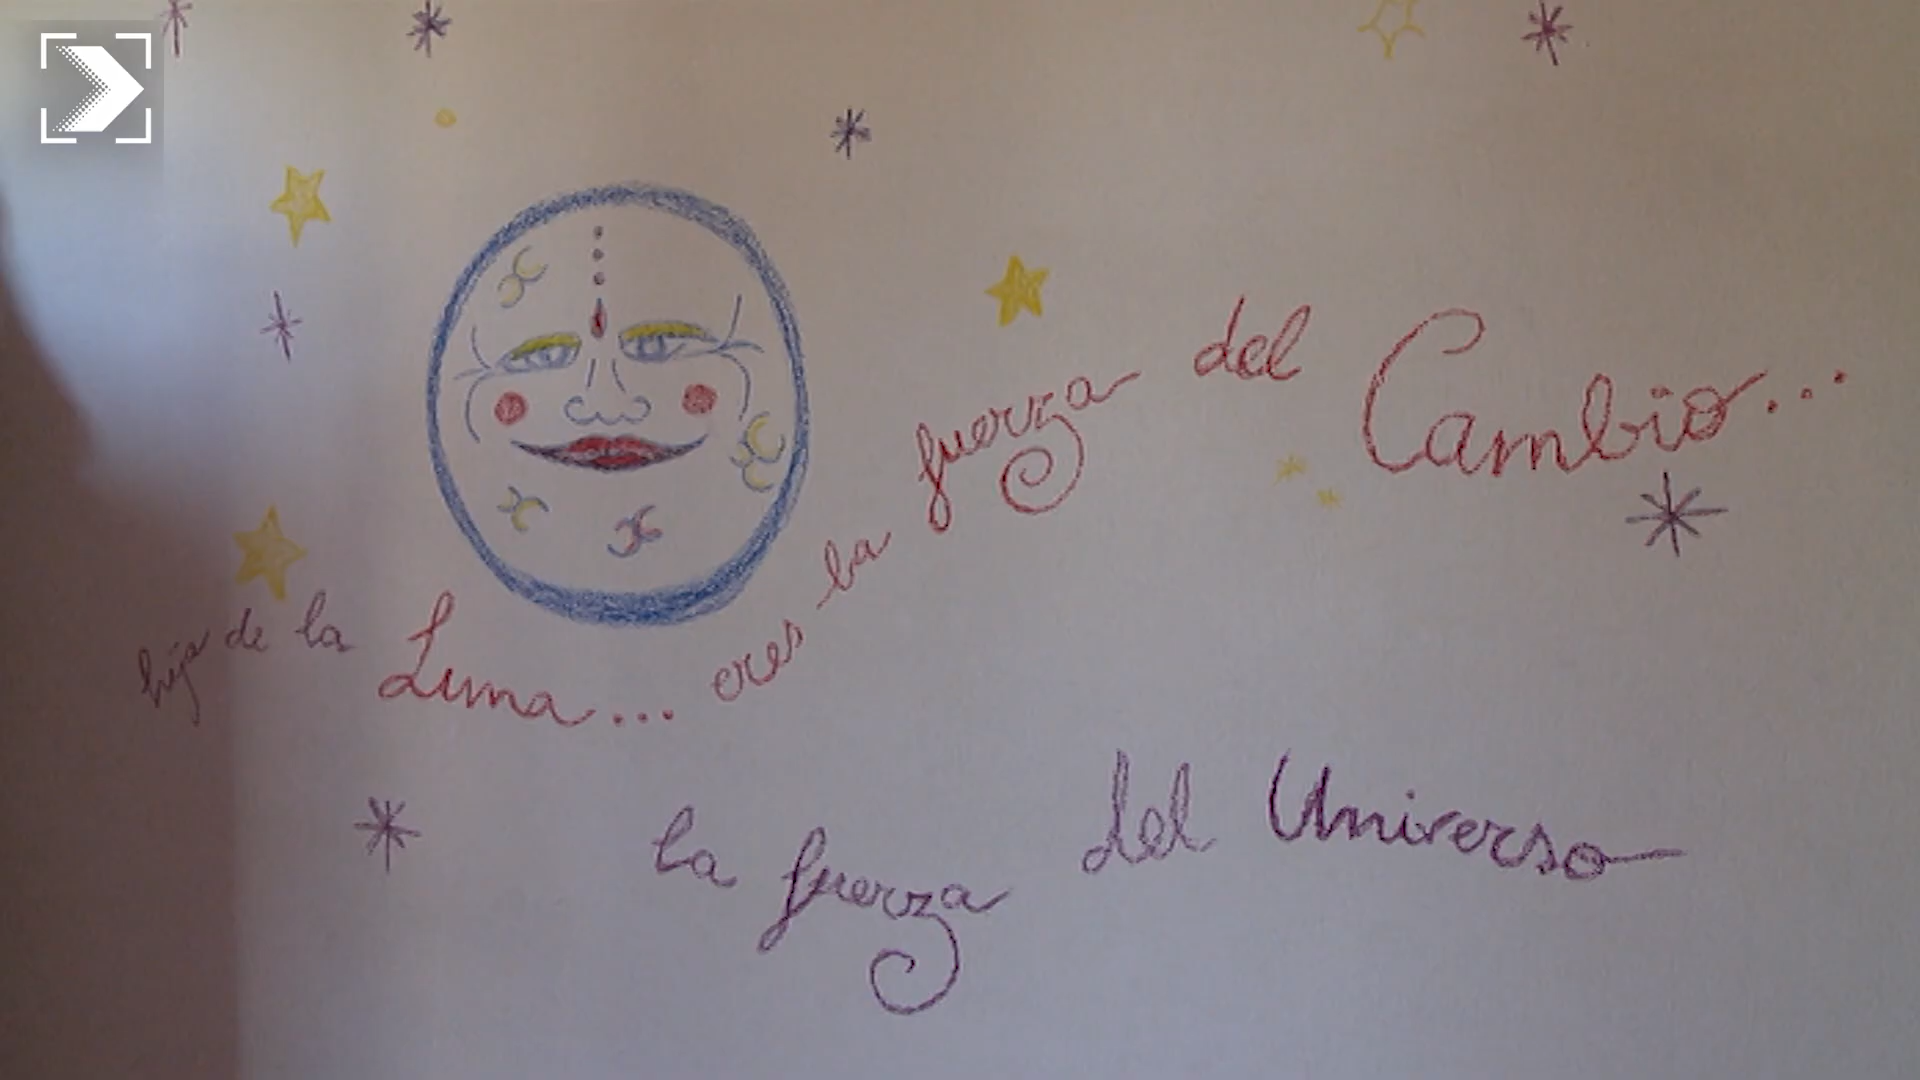 hija de la Luna... eres la fuerza del Cambio...
la fuerza del Universo